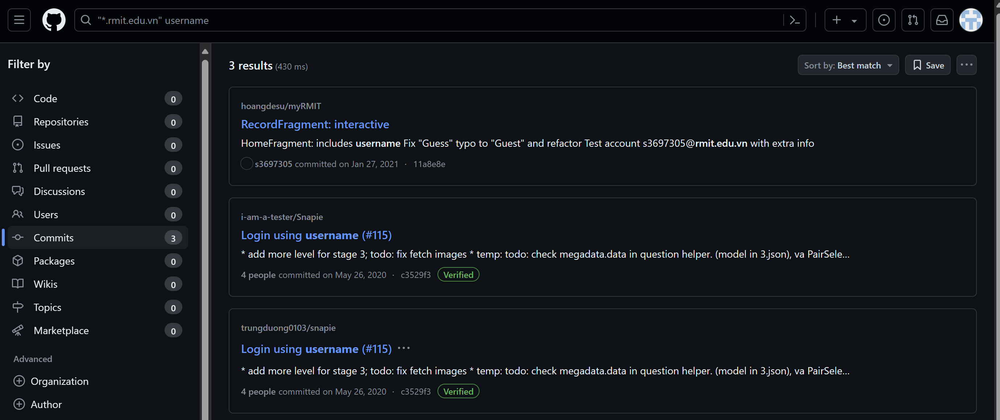 "*.rmit.edu.vn" username
Filter by
Code 0
Repositories 0
Issues 0
Pull requests 0
Discussions 0
Users 0
Commits 3
Packages 0
Wikis 0
Topics 0
Marketplace 0
Advanced
Organization
Author
3 results (430 ms)
Sort by: Best match
Save
hoangdesu/myRMIT
RecordFragment: interactive
HomeFragment: includes username Fix "Guess" typo to "Guest" and refactor Test account s3697305@rmit.edu.vn with extra info
s3697305 committed on Jan 27, 2021 · 11a8e8e
i-am-a-tester/Snapie
Login using username (#115)
* add more level for stage 3; todo: fix fetch images * temp: todo: check megadata.data in question helper. (model in 3.json), va PairSele...
4 people committed on May 26, 2020 · c3529f3 Verified
trungduong0103/snapie
Login using username (#115)
* add more level for stage 3; todo: fix fetch images * temp: todo: check megadata.data in question helper. (model in 3.json), va PairSele...
4 people committed on May 26, 2020 · c3529f3 Verified